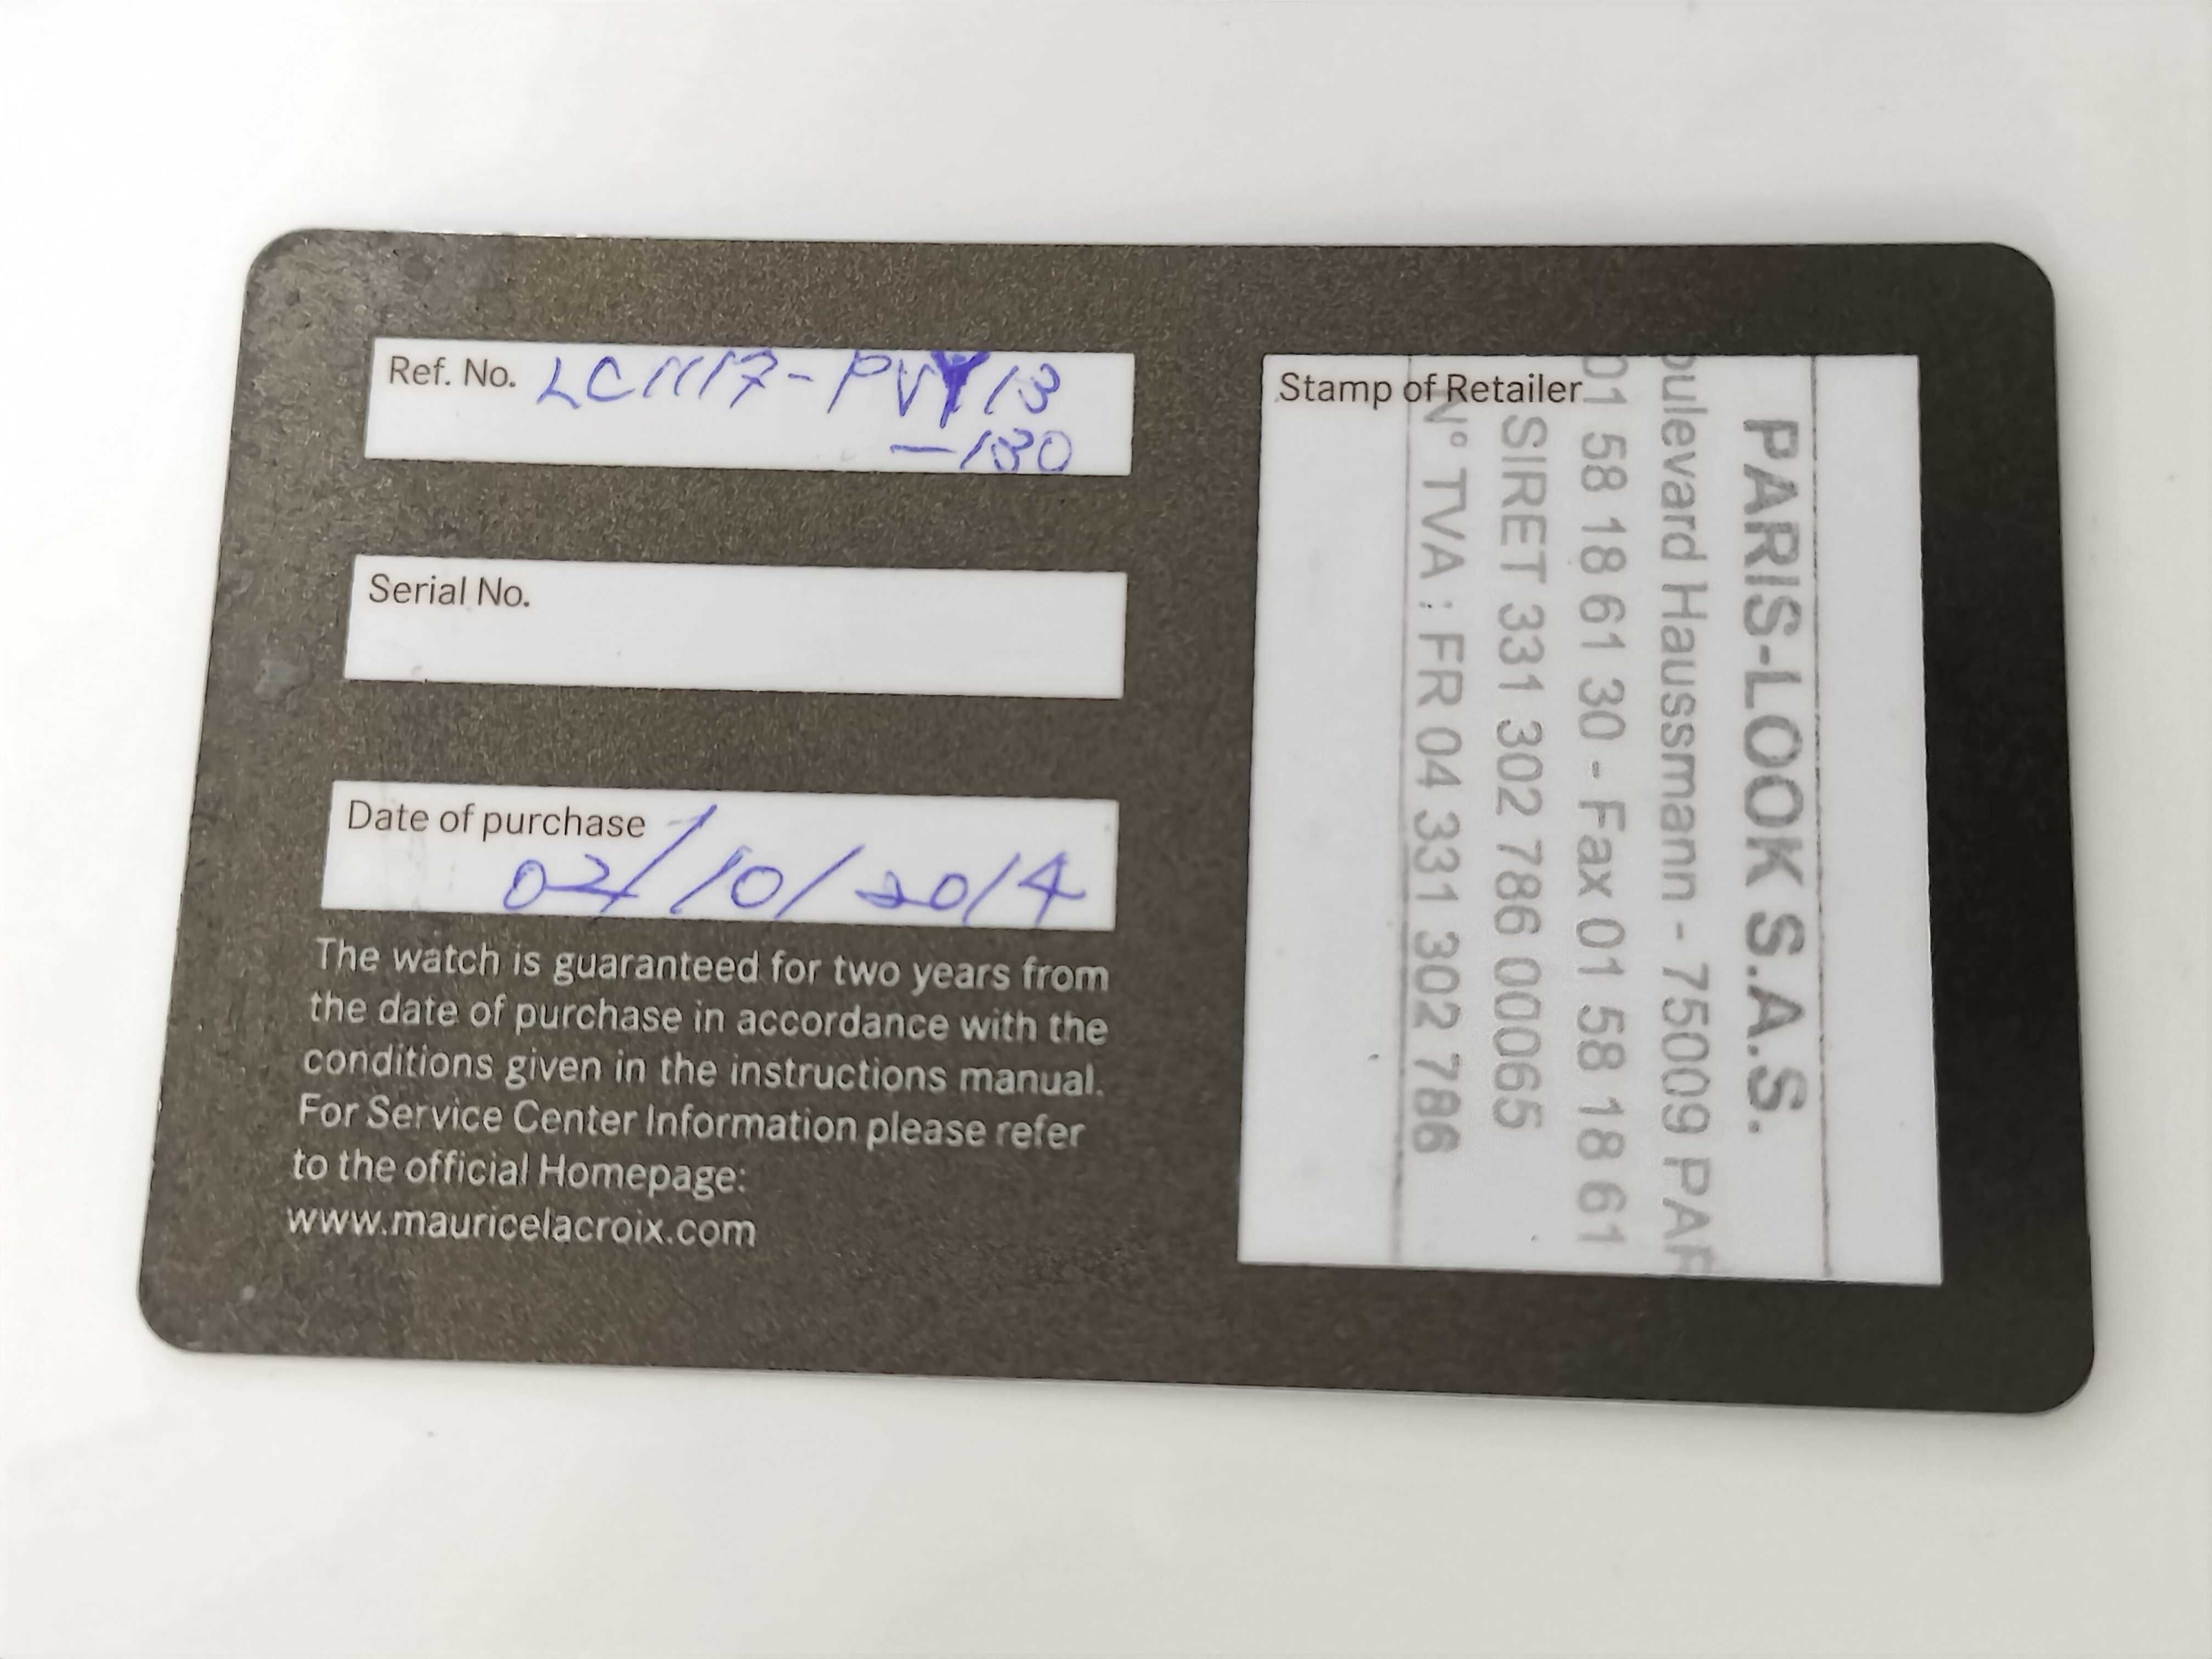 Ref. No. LC1117-PVY13
-130
Serial No.
Date of purchase
02/10/2014
The watch is guaranteed for two years from
the date of purchase in accordance with the
conditions given in the instructions manual.
For Service Center Information please refer
to the official Homepage:
www.mauricelacroix.com
Stamp of Retailer
PARIS-LOOK S.A.S.
oulevard Haussmann - 75009 PAR
01 58 18 61 30 - Fax 01 58 18 61
SIRET 331 302 786 00065
N° TVA : FR 04 331 302 786